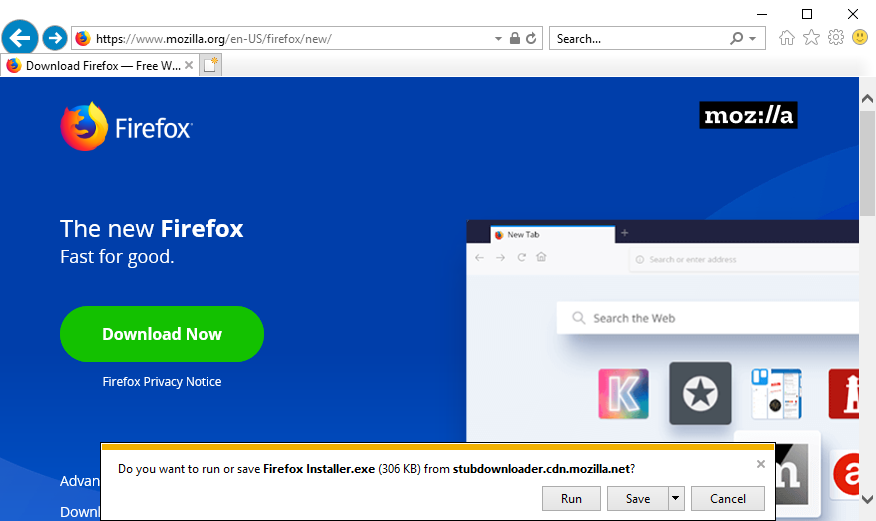 https://www.mozilla.org/en-US/firefox/new/
Search...
Download Firefox — Free W...
Firefox
moz://a
The new Firefox
Fast for good.
New Tab
Search or enter address
Download Now
Search the Web
Firefox Privacy Notice
K
Do you want to run or save Firefox Installer.exe (306 KB) from stubdownloader.cdn.mozilla.net?
Advan
Run
Save
Cancel
Downl